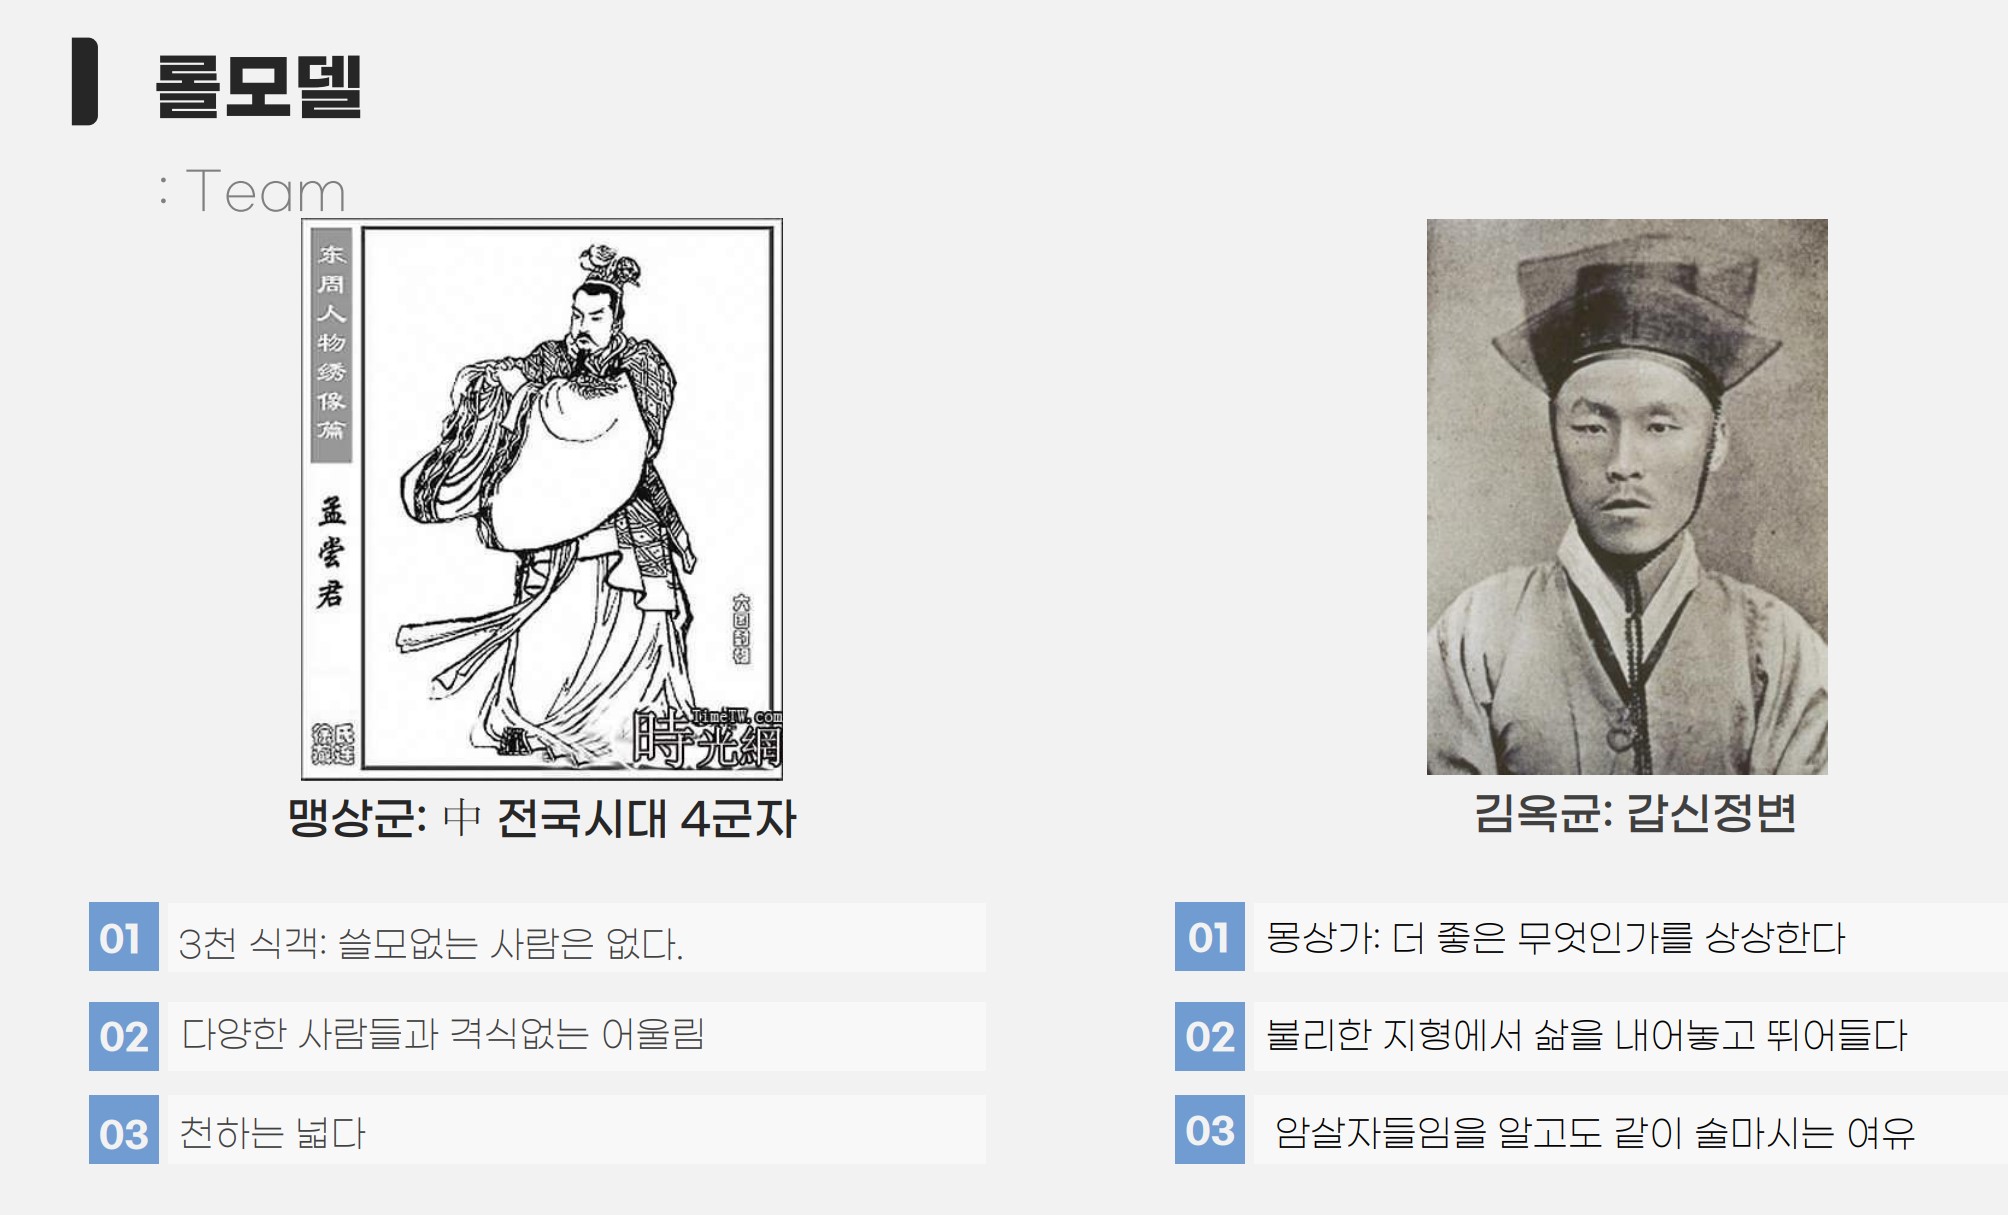 롤모델
: Team
东周人物绣像篇
孟尝君
六国封相
TimeTW.com
時光網
맹상군: 中 전국시대 4군자
01 3천 식객: 쓸모없는 사람은 없다.
02 다양한 사람들과 격식없는 어울림
03 천하는 넓다
김옥균: 갑신정변
01 몽상가: 더 좋은 무엇인가를 상상한다
02 불리한 지형에서 삶을 내어놓고 뛰어들다
03 암살자들임을 알고도 같이 술마시는 여유